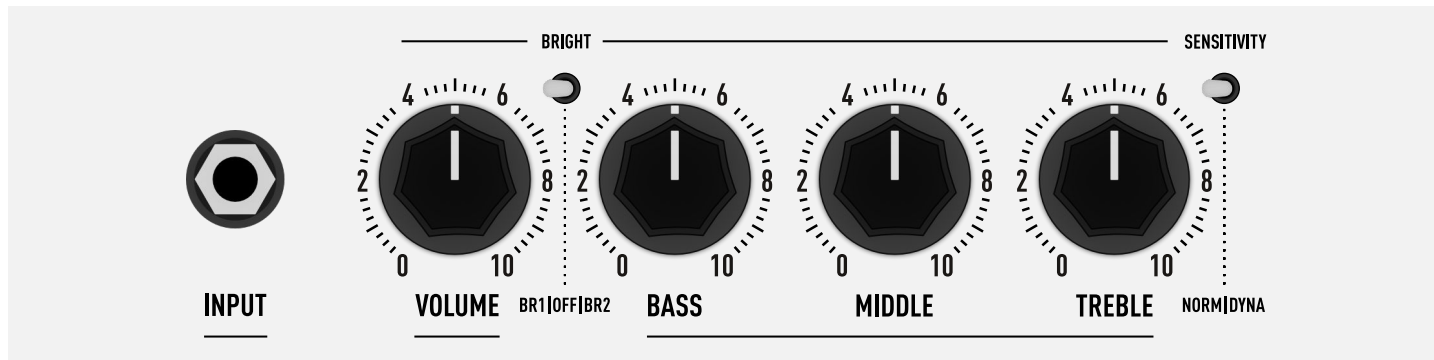 BRIGHT SENSITIVITY
4 6 4 6 4 6 4 6
2 8 2 8 2 8 2 8
0 10 0 10 0 10 0 10
INPUT VOLUME BR1|OFF|BR2 BASS MIDDLE TREBLE NORM|DYNA